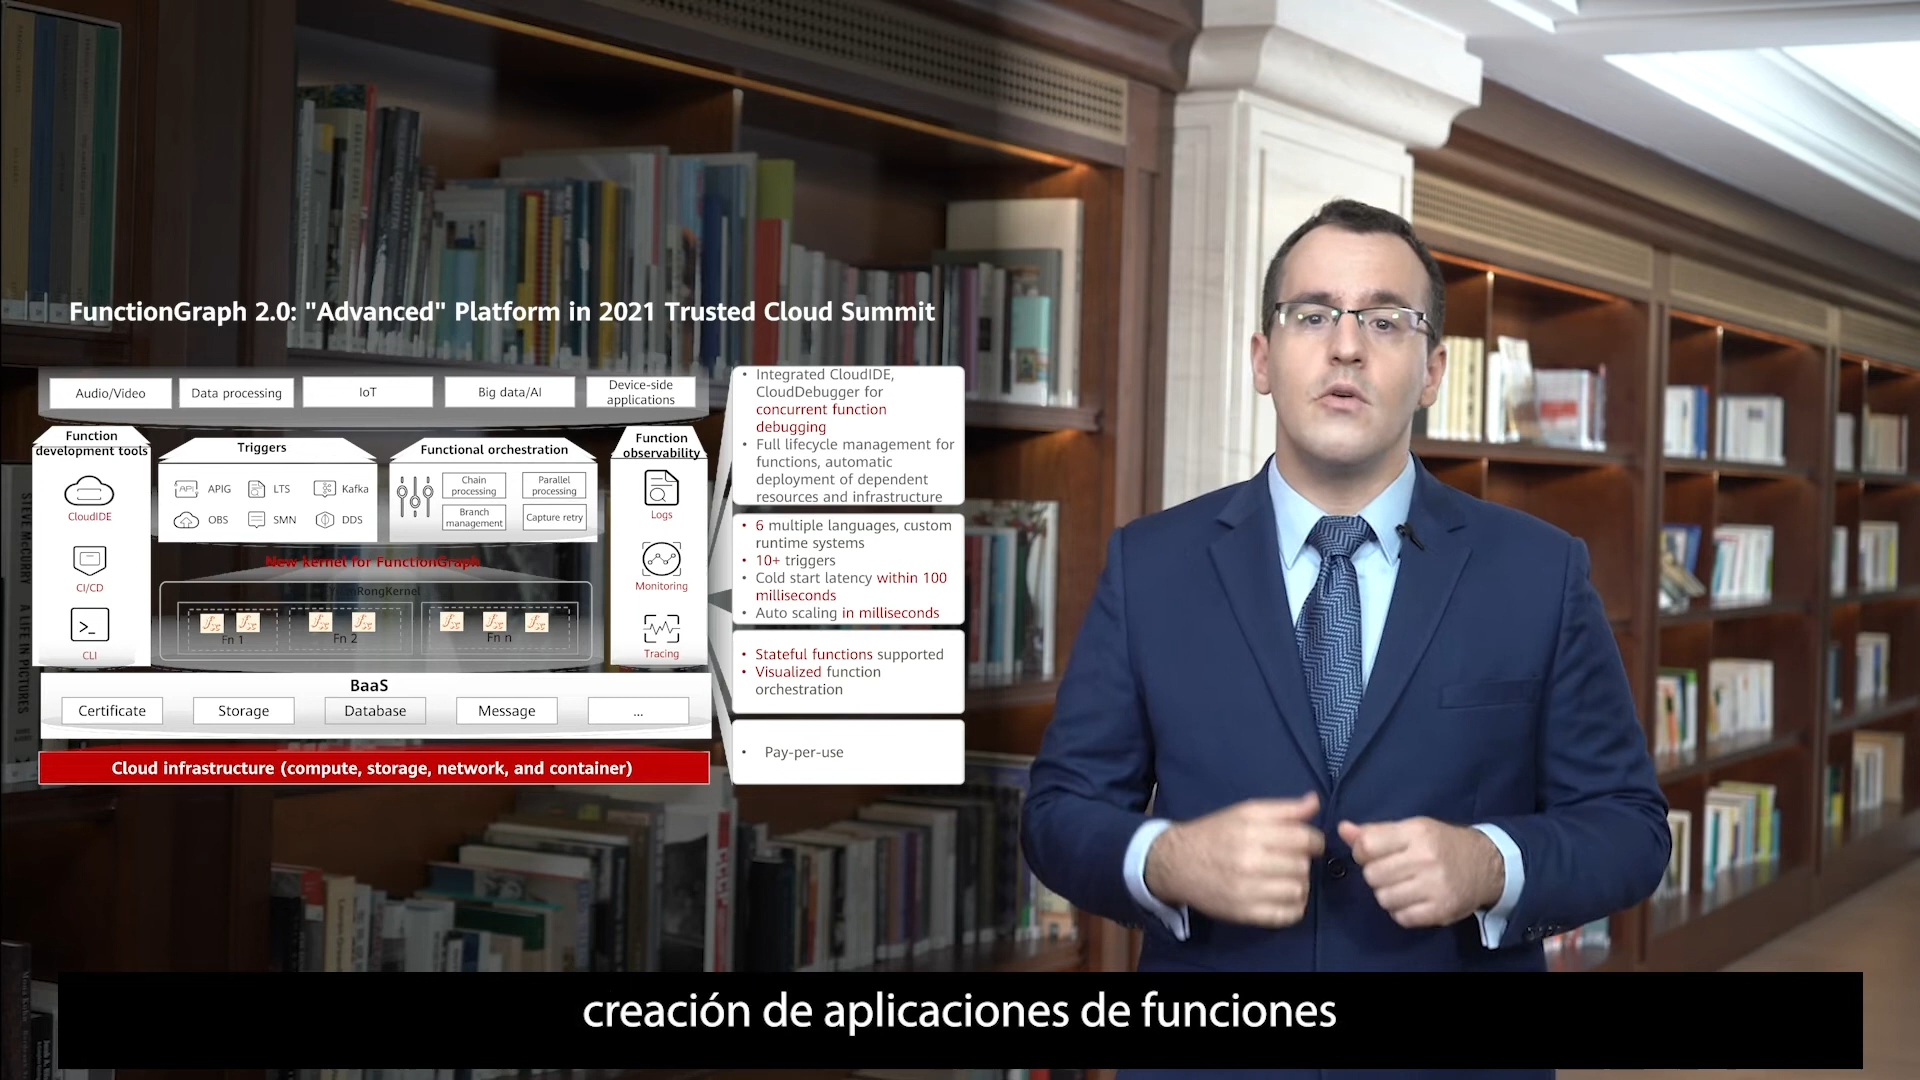 FunctionGraph 2.0: "Advanced" Platform in 2021 Trusted Cloud Summit
Audio/Video
Data processing
IoT
Big data/AI
Device-side
applications
Function
development tools
CloudIDE
CI/CD
CLI
Triggers
APIG
LTS
Kafka
OBS
SMN
DDS
Functional orchestration
Chain
processing
Parallel
processing
Branch
management
Capture retry
New kernel for FunctionGraph
Fn 1
Fn 2
Fn n
Function
observability
Logs
Monitoring
Tracing
BaaS
Certificate
Storage
Database
Message
...
Cloud infrastructure (compute, storage, network, and container)
• Integrated CloudIDE,
CloudDebugger for
concurrent function
debugging
• Full lifecycle management for
functions, automatic
deployment of dependent
resources and infrastructure
• 6 multiple languages, custom
runtime systems
• 10+ triggers
• Cold start latency within 100
milliseconds
• Auto scaling in milliseconds
• Stateful functions supported
• Visualized function
orchestration
• Pay-per-use
STEVE MCCURRY
A LIFE IN PICTURES
creación de aplicaciones de funciones